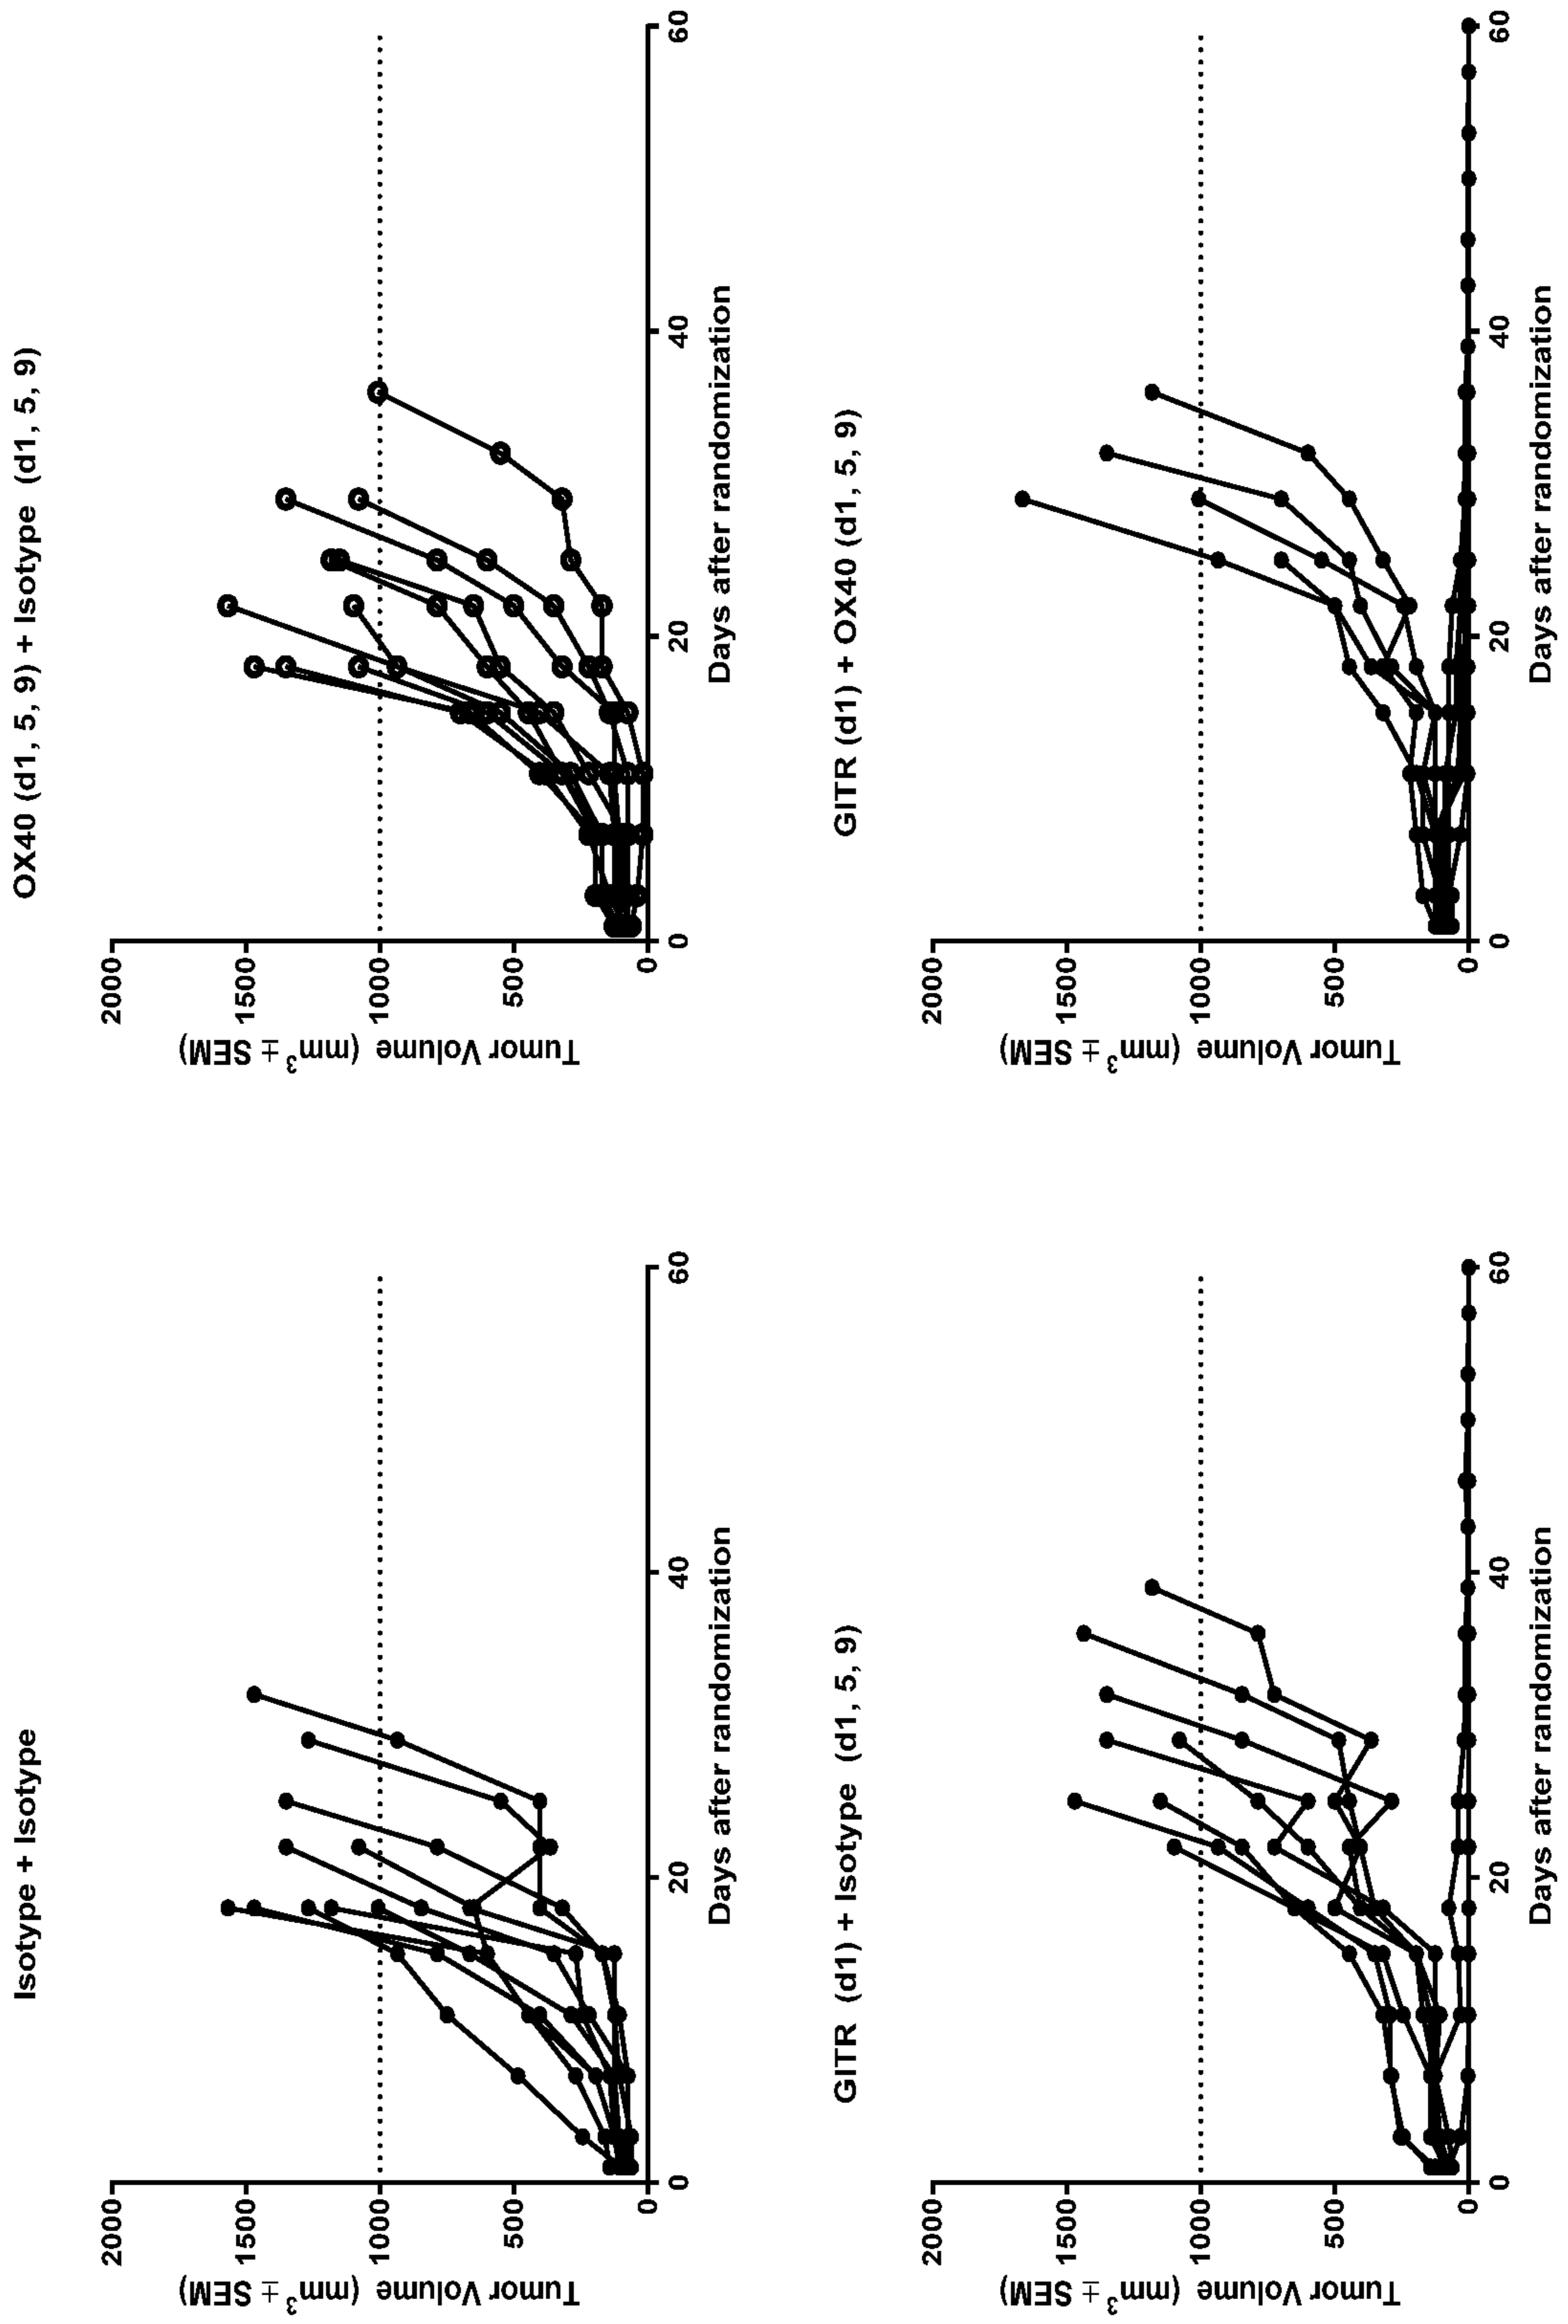 Isotype + Isotype
Tumor Volume (mm³ ± SEM)
2000
1500
1000
500
0
0 20 40 60
Days after randomization
OX40 (d1, 5, 9) + Isotype (d1, 5, 9)
Tumor Volume (mm³ ± SEM)
2000
1500
1000
500
0
0 20 40 60
Days after randomization
GITR (d1) + Isotype (d1, 5, 9)
Tumor Volume (mm³ ± SEM)
2000
1500
1000
500
0
0 20 40 60
Days after randomization
GITR (d1) + OX40 (d1, 5, 9)
Tumor Volume (mm³ ± SEM)
2000
1500
1000
500
0
0 20 40 60
Days after randomization